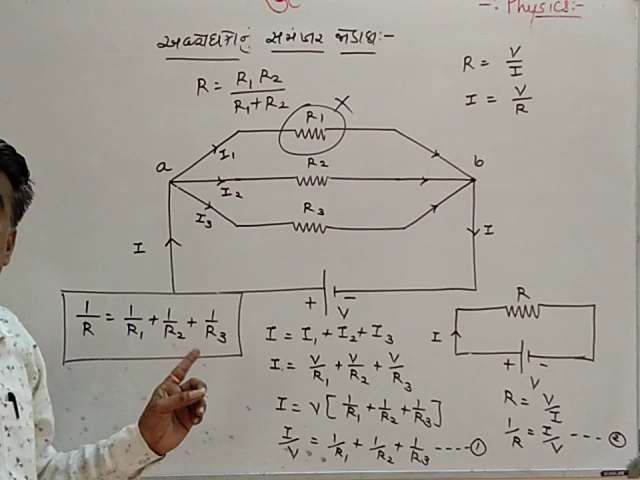 -: Physics:-
અવરોધોનું સમાંતર જોડાણ:-
R = R₁ R₂ / R₁ + R₂
R = V / I
I = V / R
R₁ X
a I₁ R₂ b
I₂
I₃ R₃
I I
+ - V
1/R = 1/R₁ + 1/R₂ + 1/R₃
I = I₁ + I₂ + I₃
I = V/R₁ + V/R₂ + V/R₃
I = V [ 1/R₁ + 1/R₂ + 1/R₃ ]
I/V = 1/R₁ + 1/R₂ + 1/R₃ ---- ①
R
I
+ - V
R = V/I
1/R = I/V ---- ②